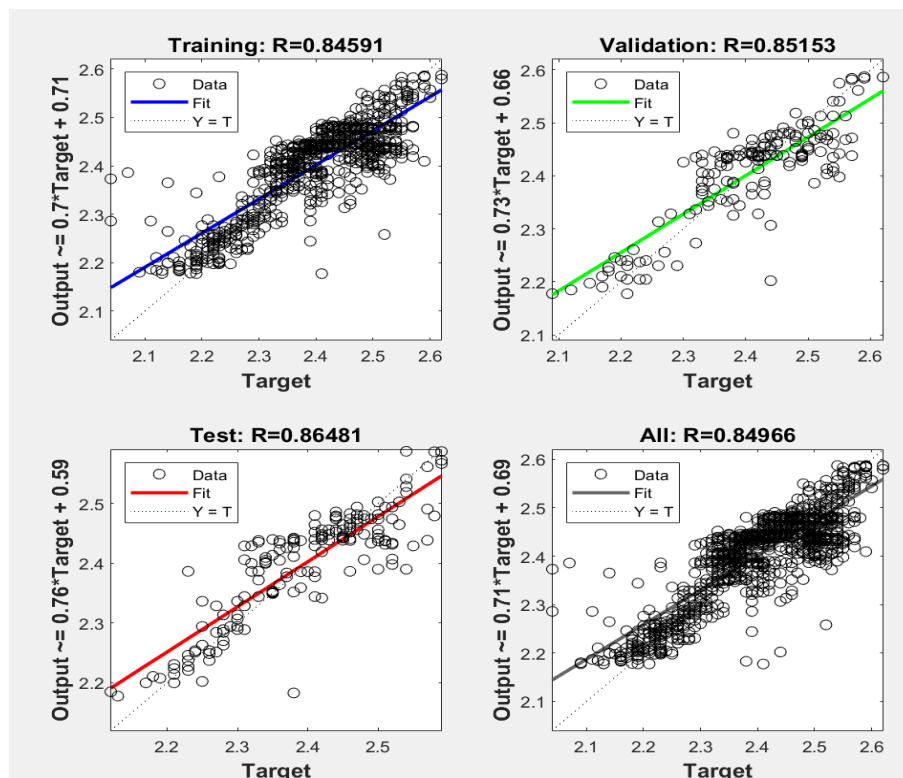 Training: R=0.84591
Output ~= 0.7*Target + 0.71
Data
Fit
Y = T
2.6
2.5
2.4
2.3
2.2
2.1
2.1 2.2 2.3 2.4 2.5 2.6
Target
Validation: R=0.85153
Output ~= 0.73*Target + 0.66
Data
Fit
Y = T
2.6
2.5
2.4
2.3
2.2
2.1
2.1 2.2 2.3 2.4 2.5 2.6
Target
Test: R=0.86481
Output ~= 0.76*Target + 0.59
Data
Fit
Y = T
2.5
2.4
2.3
2.2
2.2 2.3 2.4 2.5
Target
All: R=0.84966
Output ~= 0.71*Target + 0.69
Data
Fit
Y = T
2.6
2.5
2.4
2.3
2.2
2.1
2.1 2.2 2.3 2.4 2.5 2.6
Target